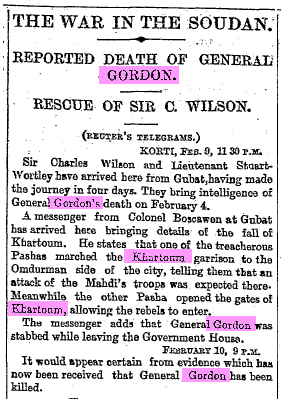 THE WAR IN THE SOUDAN.
REPORTED DEATH OF GENERAL
GORDON.
RESCUE OF SIR C. WILSON.
(REUTER'S TELEGRAMS.)
KORTI, FEB. 9, 11 30 P.M.
Sir Charles Wilson and Lieutenant Stuart-
Wortley have arrived here from Gubat, having made
the journey in four days. They bring intelligence of
General Gordon's death on February 4.
A messenger from Colonel Boscawen at Gubat
has arrived here bringing details of the fall of
Khartoum. He states that one of the treacherous
Pashas marched the Khartoum garrison to the
Omdurman side of the city, telling them that an
attack of the Mahdi's troops was expected there.
Meanwhile the other Pasha opened the gates of
Khartoum, allowing the rebels to enter.
The messenger adds that General Gordon was
stabbed while leaving the Government House.
FEBRUARY 10, 9 P.M.
It would appear certain from evidence which has
now been received that General Gordon has been
killed.